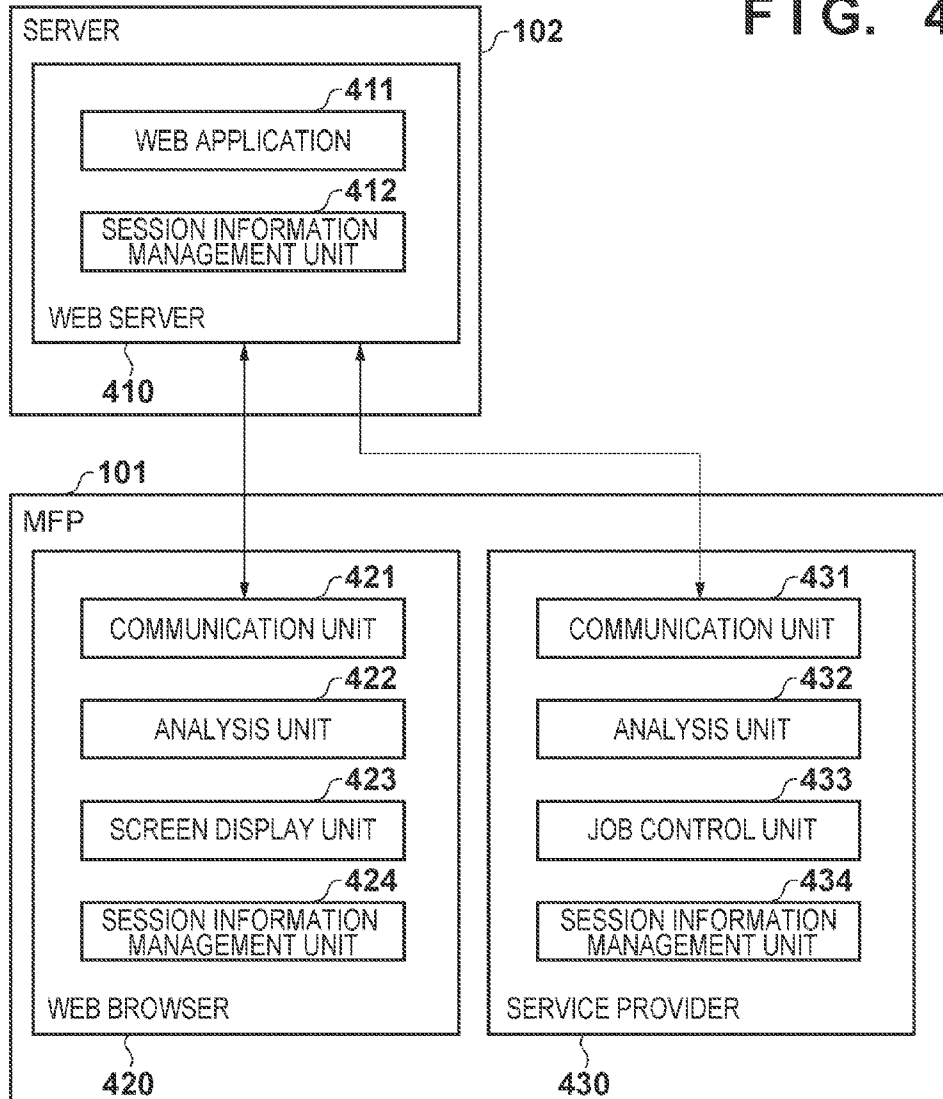 FIG. 4
SERVER
102
411
WEB APPLICATION
412
SESSION INFORMATION
MANAGEMENT UNIT
WEB SERVER
410
101
MFP
421
COMMUNICATION UNIT
422
ANALYSIS UNIT
423
SCREEN DISPLAY UNIT
424
SESSION INFORMATION
MANAGEMENT UNIT
WEB BROWSER
420
431
COMMUNICATION UNIT
432
ANALYSIS UNIT
433
JOB CONTROL UNIT
434
SESSION INFORMATION
MANAGEMENT UNIT
SERVICE PROVIDER
430